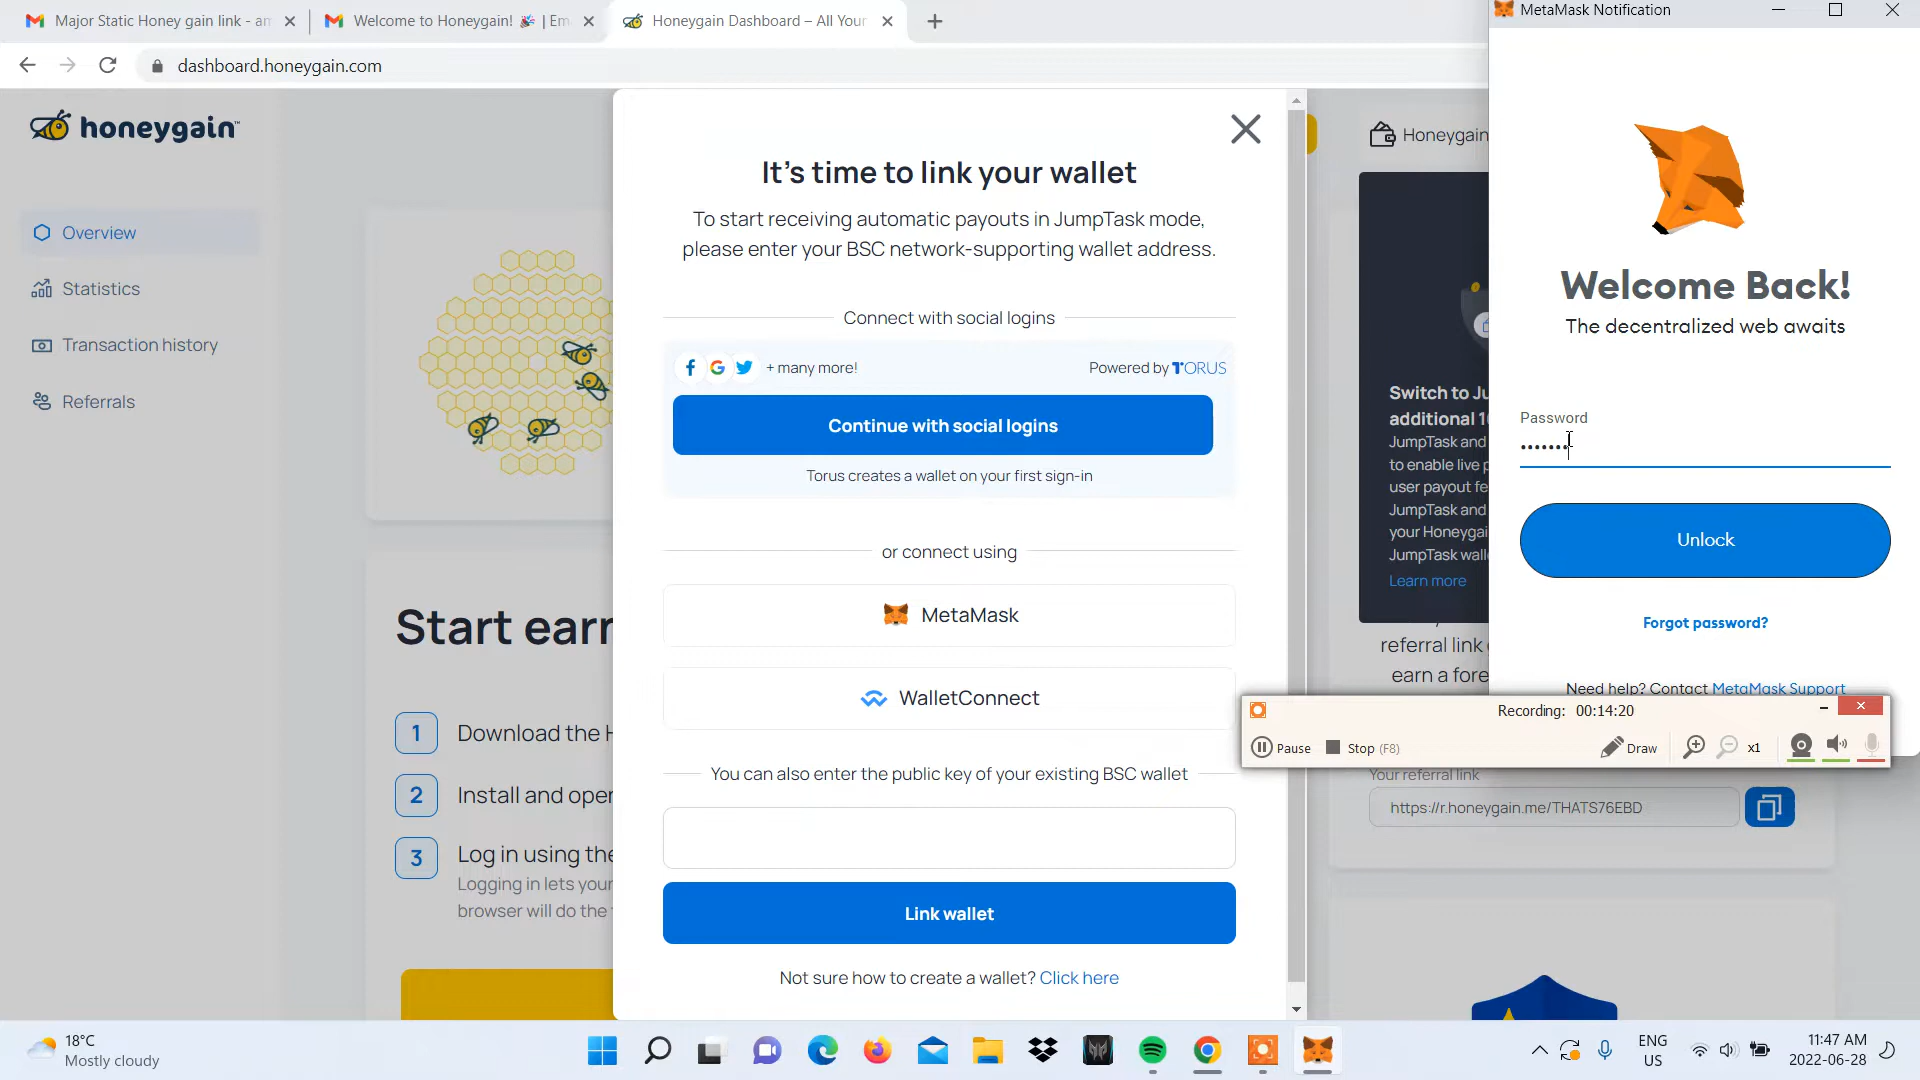 Major Static Honey gain link - an
Welcome to Honeygain! 🎉 | Em
Honeygain Dashboard – All Your
MetaMask Notification
dashboard.honeygain.com
honeygain™
Overview
Statistics
Transaction history
Referrals
Start earn
1 Download the H
2 Install and oper
3 Log in using the
Logging in lets your
browser will do the
It's time to link your wallet
To start receiving automatic payouts in JumpTask mode,
please enter your BSC network-supporting wallet address.
Connect with social logins
+ many more!
Powered by TORUS
Continue with social logins
Torus creates a wallet on your first sign-in
or connect using
MetaMask
WalletConnect
You can also enter the public key of your existing BSC wallet
Link wallet
Not sure how to create a wallet? Click here
Honeygain
Switch to Ju
additional 1
JumpTask and
to enable live p
user payout fe
JumpTask and
your Honeygai
JumpTask wall
Learn more
referral link
earn a fore
Your referral link
https://r.honeygain.me/THATS76EBD
Welcome Back!
The decentralized web awaits
Password
•••••••
Unlock
Forgot password?
Need help? Contact MetaMask Support
Recording: 00:14:20
Pause
Stop (F8)
Draw
x1
18°C
Mostly cloudy
ENG
US
11:47 AM
2022-06-28